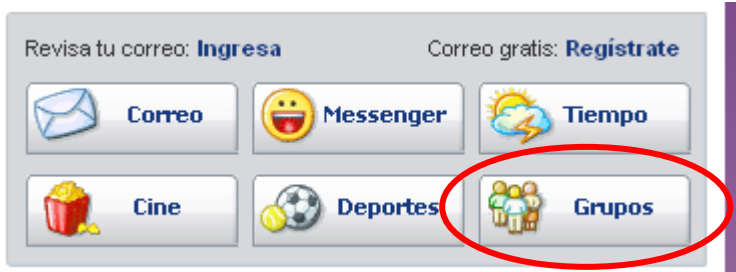 Revisa tu correo: Ingresa Correo gratis: Regístrate
Correo Messenger Tiempo
Cine Deportes Grupos